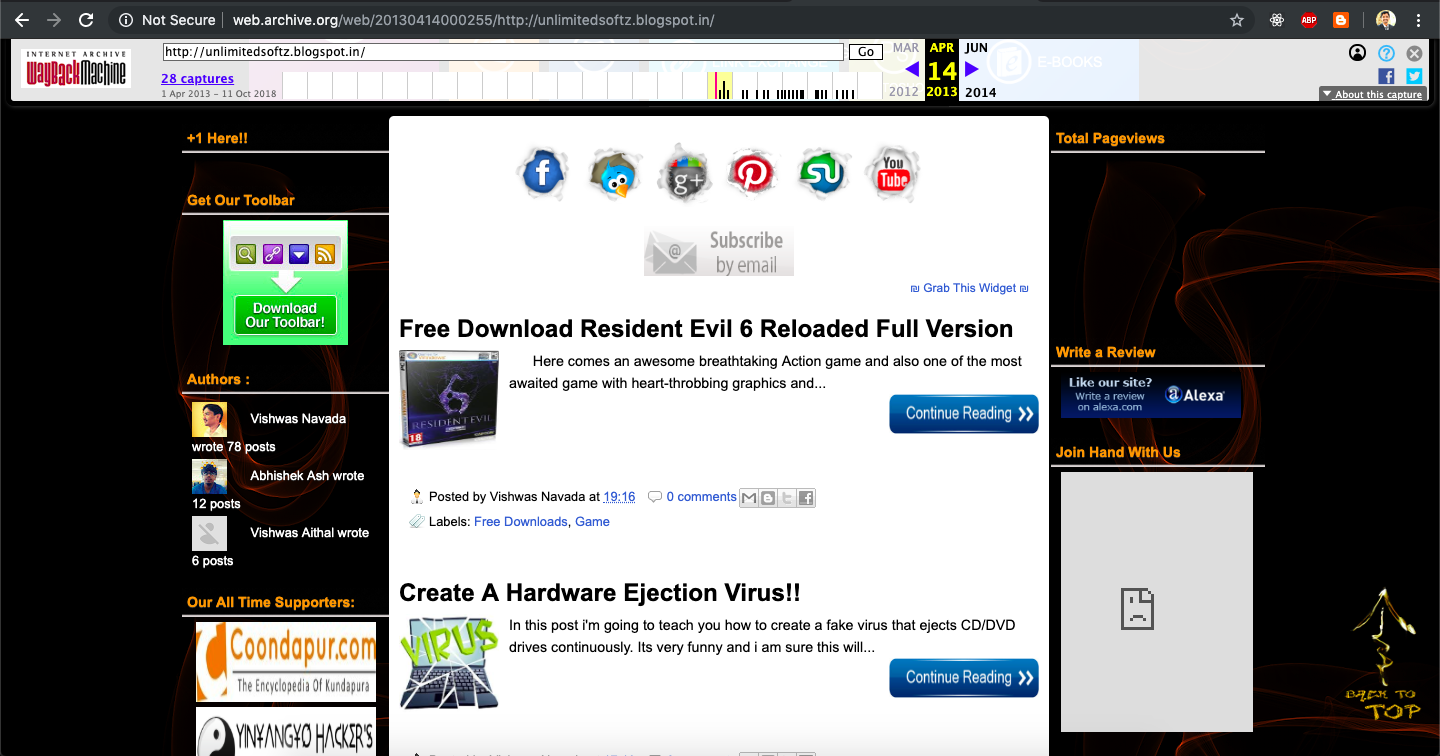 Not Secure web.archive.org/web/20130414000255/http://unlimitedsoftz.blogspot.in/
ABP
INTERNET ARCHIVE
WayBackMachine
http://unlimitedsoftz.blogspot.in/
Go
28 captures
1 Apr 2013 – 11 Oct 2018
MAR APR JUN
14
2012 2013 2014
LINK EXCHANGE
E-BOOKS
About this capture
+1 Here!!
Get Our Toolbar
Download
Our Toolbar!
Authors :
Vishwas Navada
wrote 78 posts
Abhishek Ash wrote
12 posts
Vishwas Aithal wrote
6 posts
Our All Time Supporters:
Coondapur.com
The Encyclopedia Of Kundapura
YINYANGYO HACKER'S
g+
You
Tube
Subscribe
by email
₪ Grab This Widget ₪
Free Download Resident Evil 6 Reloaded Full Version
RESIDENT EVIL
18
Here comes an awesome breathtaking Action game and also one of the most
awaited game with heart-throbbing graphics and...
Continue Reading
Posted by Vishwas Navada at 19:16 0 comments
Labels: Free Downloads, Game
Create A Hardware Ejection Virus!!
VIRUS
In this post i'm going to teach you how to create a fake virus that ejects CD/DVD
drives continuously. Its very funny and i am sure this will...
Continue Reading
Total Pageviews
Write a Review
Like our site?
Write a review
on alexa.com
Alexa
Join Hand With Us
BACK TO
TOP